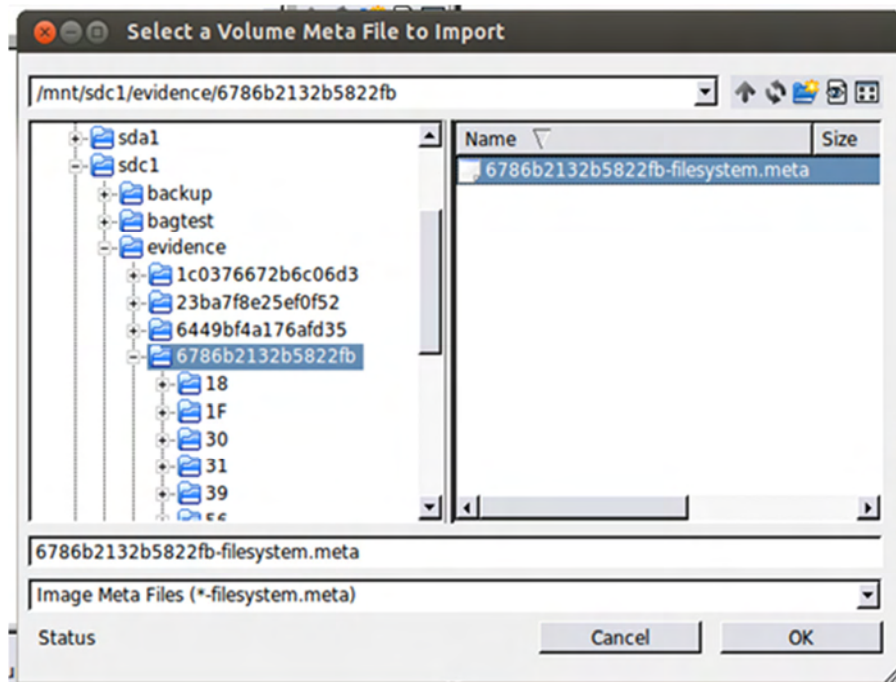 Select a Volume Meta File to Import
/mnt/sdc1/evidence/6786b2132b5822fb
sda1
sdc1
backup
bagtest
evidence
1c0376672b6c06d3
23ba7f8e25ef0f52
6449bf4a176afd35
6786b2132b5822fb
18
1F
30
31
39
Name Size
6786b2132b5822fb-filesystem.meta
6786b2132b5822fb-filesystem.meta
Image Meta Files (*-filesystem.meta)
Status Cancel OK